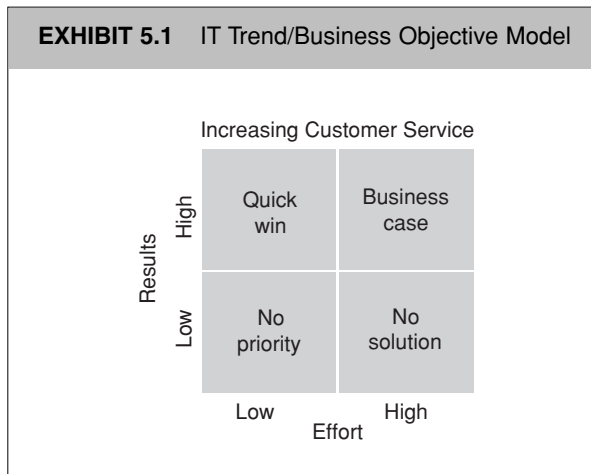 EXHIBIT 5.1 IT Trend/Business Objective Model
Increasing Customer Service
Results
High
Quick
win
Business
case
Low
No
priority
No
solution
Low
High
Effort